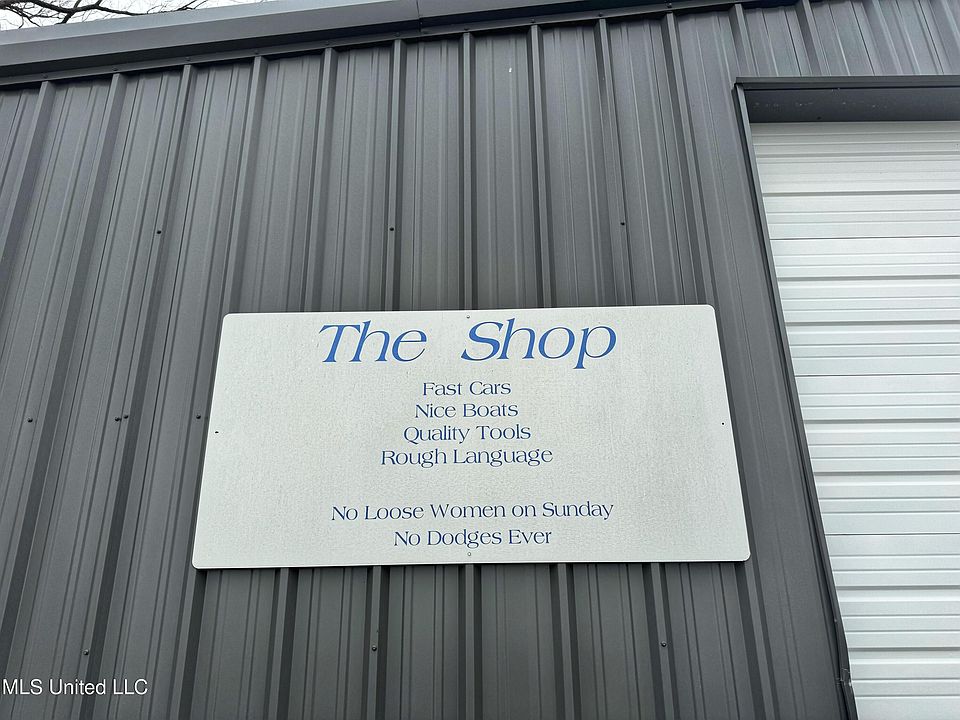 The Shop
Fast Cars
Nice Boats
Quality Tools
Rough Language
No Loose Women on Sunday
No Dodges Ever
MLS United LLC